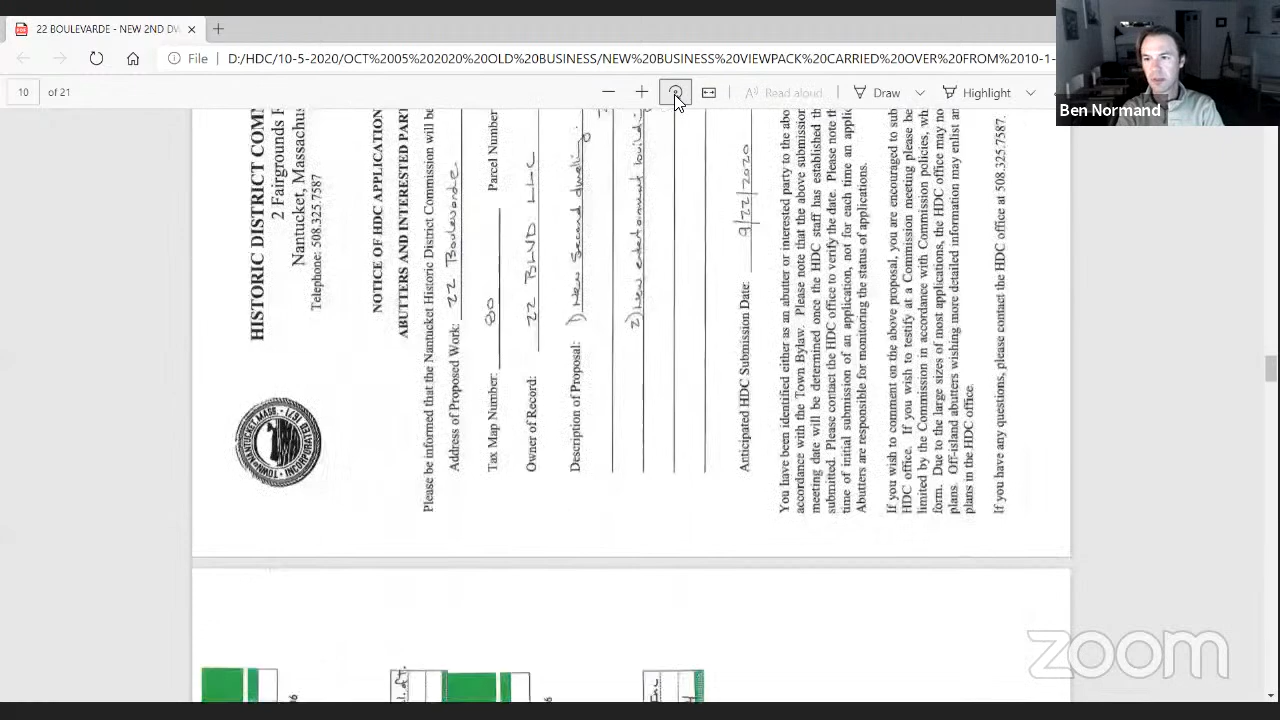 22 BOULEVARDE - NEW 2ND DW
File
D:/HDC/10-5-2020/OCT%2005%20 %20OLD%20BUSINESS/NEW%20BUSINESS%20VIEWPACK%20CARRIED%20OVER%20FROM%2010-1-
10 of 21
Read aloud
Draw
Highlight
Ben Normand
HISTORIC DISTRICT COM
2 Fairgrounds
Nantucket, Massachus
Telephone: 508.325.7587
NOTICE OF HDC APPLICATION
ABUTTERS AND INTERESTED PART
Please be informed that the Nantucket Historic District Commission will be
Address of Proposed Work: 22 Boulevarde
Tax Map Number: 80 Parcel Number
Owner of Record: 22 BLVD LLC
Description of Proposal: 1) New Second dwelling
2) New entertainment buildin
Anticipated HDC Submission Date: 9/22/2020
You have been identified either as an abutter or interested party to the abo
accordance with the Town Bylaw. Please note that the above submission
meeting date will be determined once the HDC staff has established th
submitted. Please contact the HDC office to verify the date. Please note th
time of initial submission of an application, not for each time an applic
Abutters are responsible for monitoring the status of applications.
If you wish to comment on the above proposal, you are encouraged to sub
HDC office. If you wish to testify at a Commission meeting please be
limited by the Commission in accordance with Commission policies, wh
form. Due to the large sizes of most applications, the HDC office may no
plans. Off-island abutters wishing more detailed information may enlist an
plans in the HDC office.
If you have any questions, please contact the HDC office at 508.325.7587.
zoom